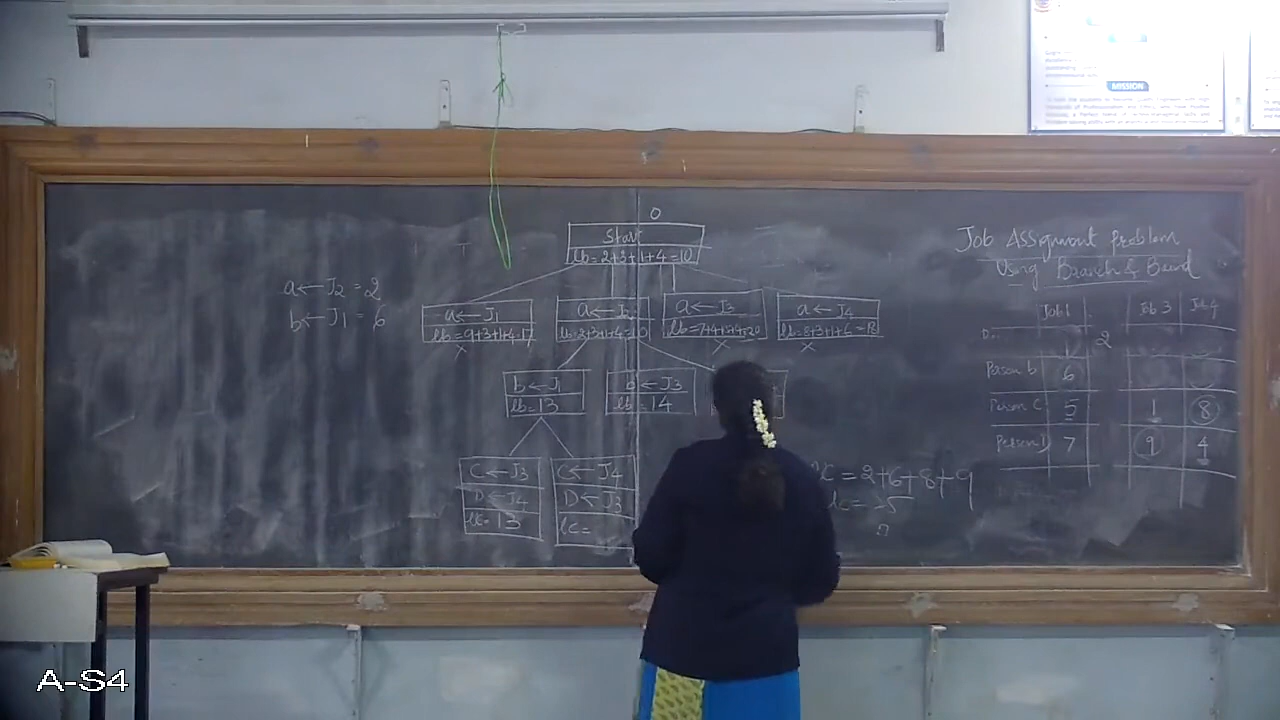 MISSION
0
Start
lb=2+3+1+4=10
Job Assignment problem
Using Branch & Bound
a←J2 = 2
b←J1 = 6
a←J1
lb=9+3+1+4=17
X
a←J2
lb=2+3+1+4=10
a←J3
lb=7+4+5+4=20
X
a←J4
lb=8+3+1+6=18
X
b←J1
lb=13
b←J3
lb=14
C←J3
D←J4
lc=13
C←J4
D←J3
lc=
=2+6+8+9
=25
Job1 Job 3 Job4
2
Person b 6
Person C 5 1 8
Person D 7 9 4
A-S4